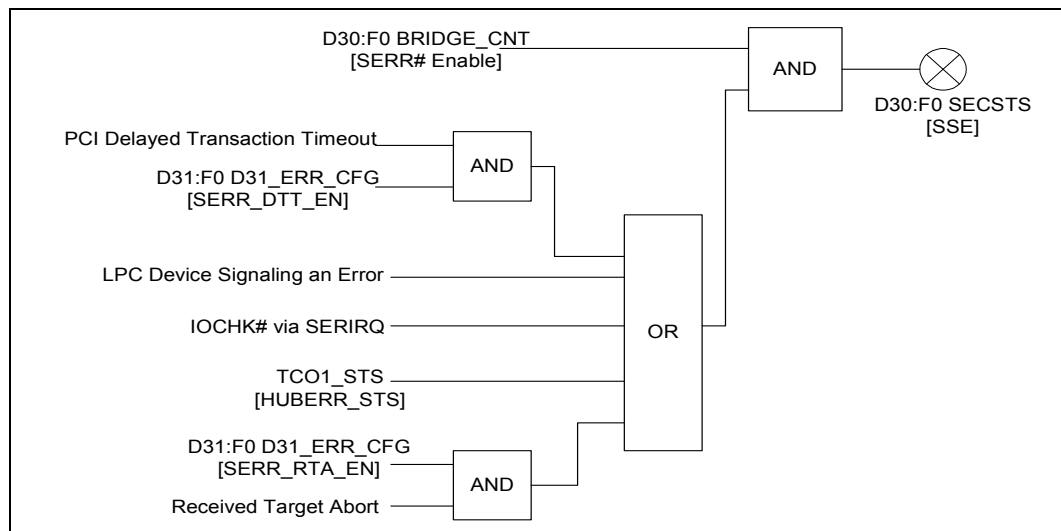 D30:F0 BRIDGE_CNT
[SERR# Enable]
AND
D30:F0 SECSTS
[SSE]
PCI Delayed Transaction Timeout
AND
D31:F0 D31_ERR_CFG
[SERR_DTT_EN]
LPC Device Signaling an Error
IOCHK# via SERIRQ
OR
TCO1_STS
[HUBERR_STS]
D31:F0 D31_ERR_CFG
[SERR_RTA_EN]
AND
Received Target Abort